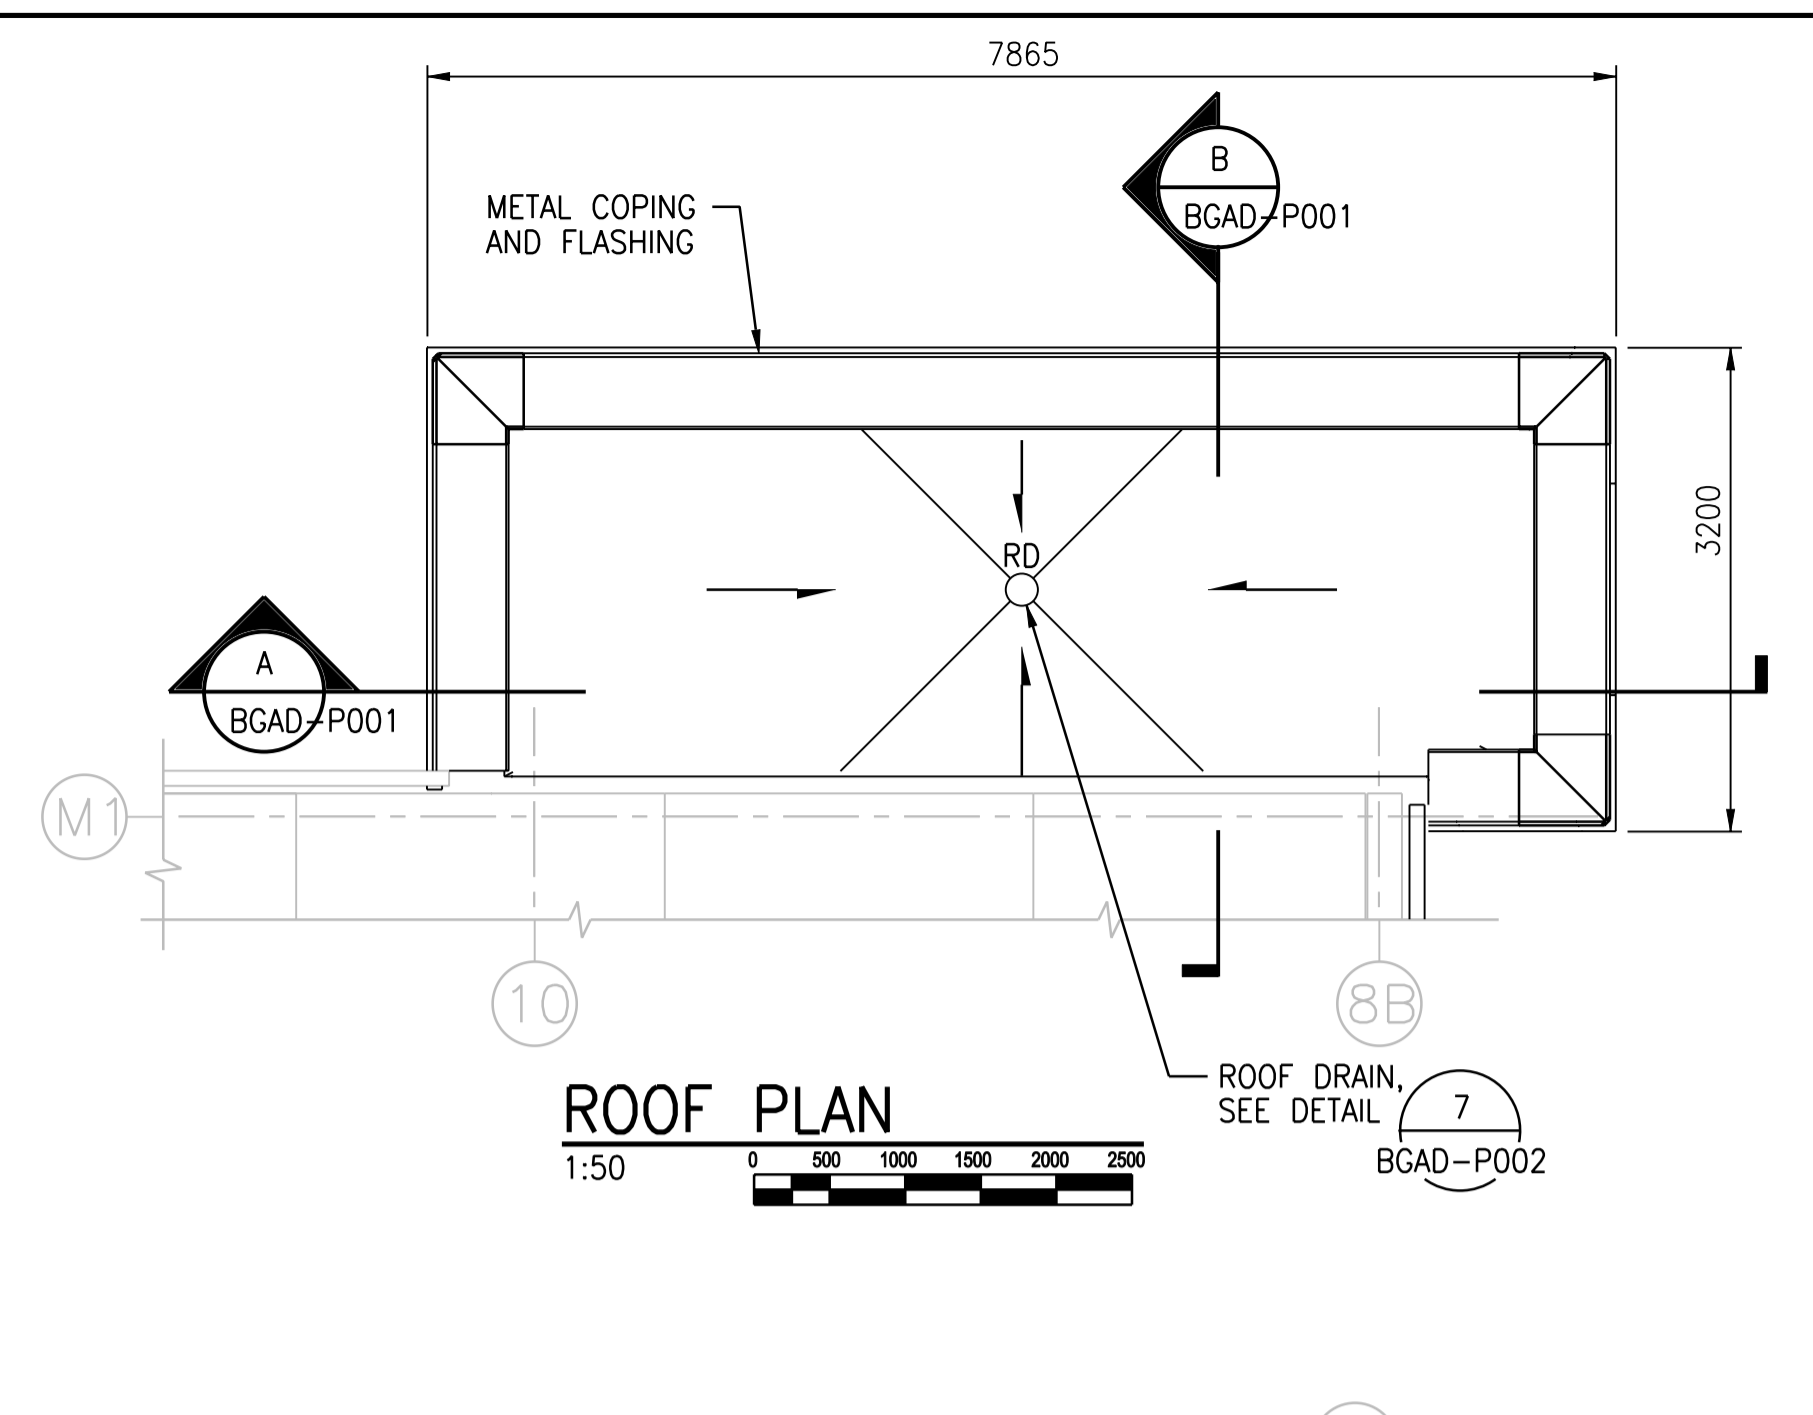 7865
B
BGAD-P001
METAL COPING
AND FLASHING
3200
RD
A
BGAD-P001
M1
10
8B
ROOF DRAIN,
SEE DETAIL
7
BGAD-P002
ROOF PLAN
1:50
0 500 1000 1500 2000 2500